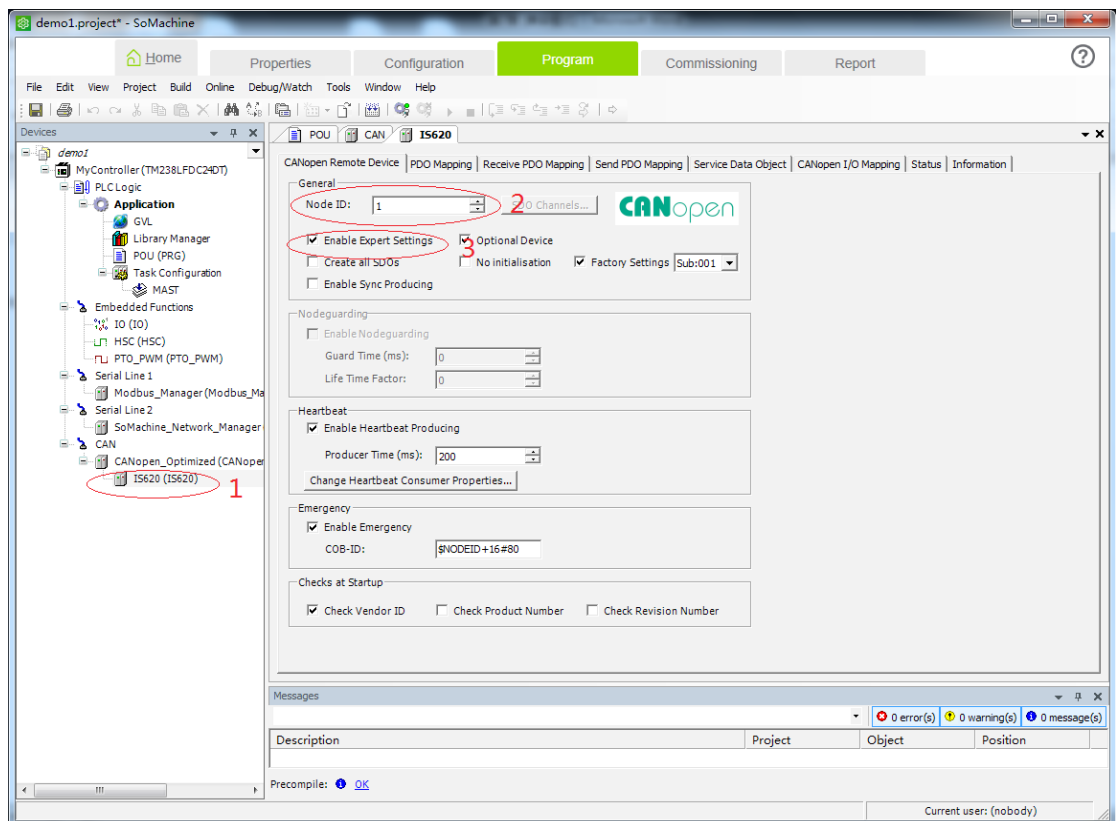 demo1.project* - SoMachine
Home Properties Configuration Program Commissioning Report ?
File Edit View Project Build Online Debug/Watch Tools Window Help
Devices
demo1
MyController (TM238LFDC24DT)
PLC Logic
Application
GVL
Library Manager
POU (PRG)
Task Configuration
MAST
Embedded Functions
IO (IO)
HSC (HSC)
PTO_PWM (PTO_PWM)
Serial Line 1
Modbus_Manager (Modbus_Ma
Serial Line 2
SoMachine_Network_Manager
CAN
CANopen_Optimized (CANoper
IS620 (IS620)
1
POU CAN IS620
CANopen Remote Device PDO Mapping Receive PDO Mapping Send PDO Mapping Service Data Object CANopen I/O Mapping Status Information
General
Node ID: 1 2 SDO Channels... CANopen
Enable Expert Settings 3 Optional Device
Create all SDOs No initialisation Factory Settings Sub:001
Enable Sync Producing
Nodeguarding
Enable Nodeguarding
Guard Time (ms): 0
Life Time Factor: 0
Heartbeat
Enable Heartbeat Producing
Producer Time (ms): 200
Change Heartbeat Consumer Properties...
Emergency
Enable Emergency
COB-ID: $NODEID+16#80
Checks at Startup
Check Vendor ID Check Product Number Check Revision Number
Messages
0 error(s) 0 warning(s) 0 message(s)
Description Project Object Position
Precompile: OK
Current user: (nobody)